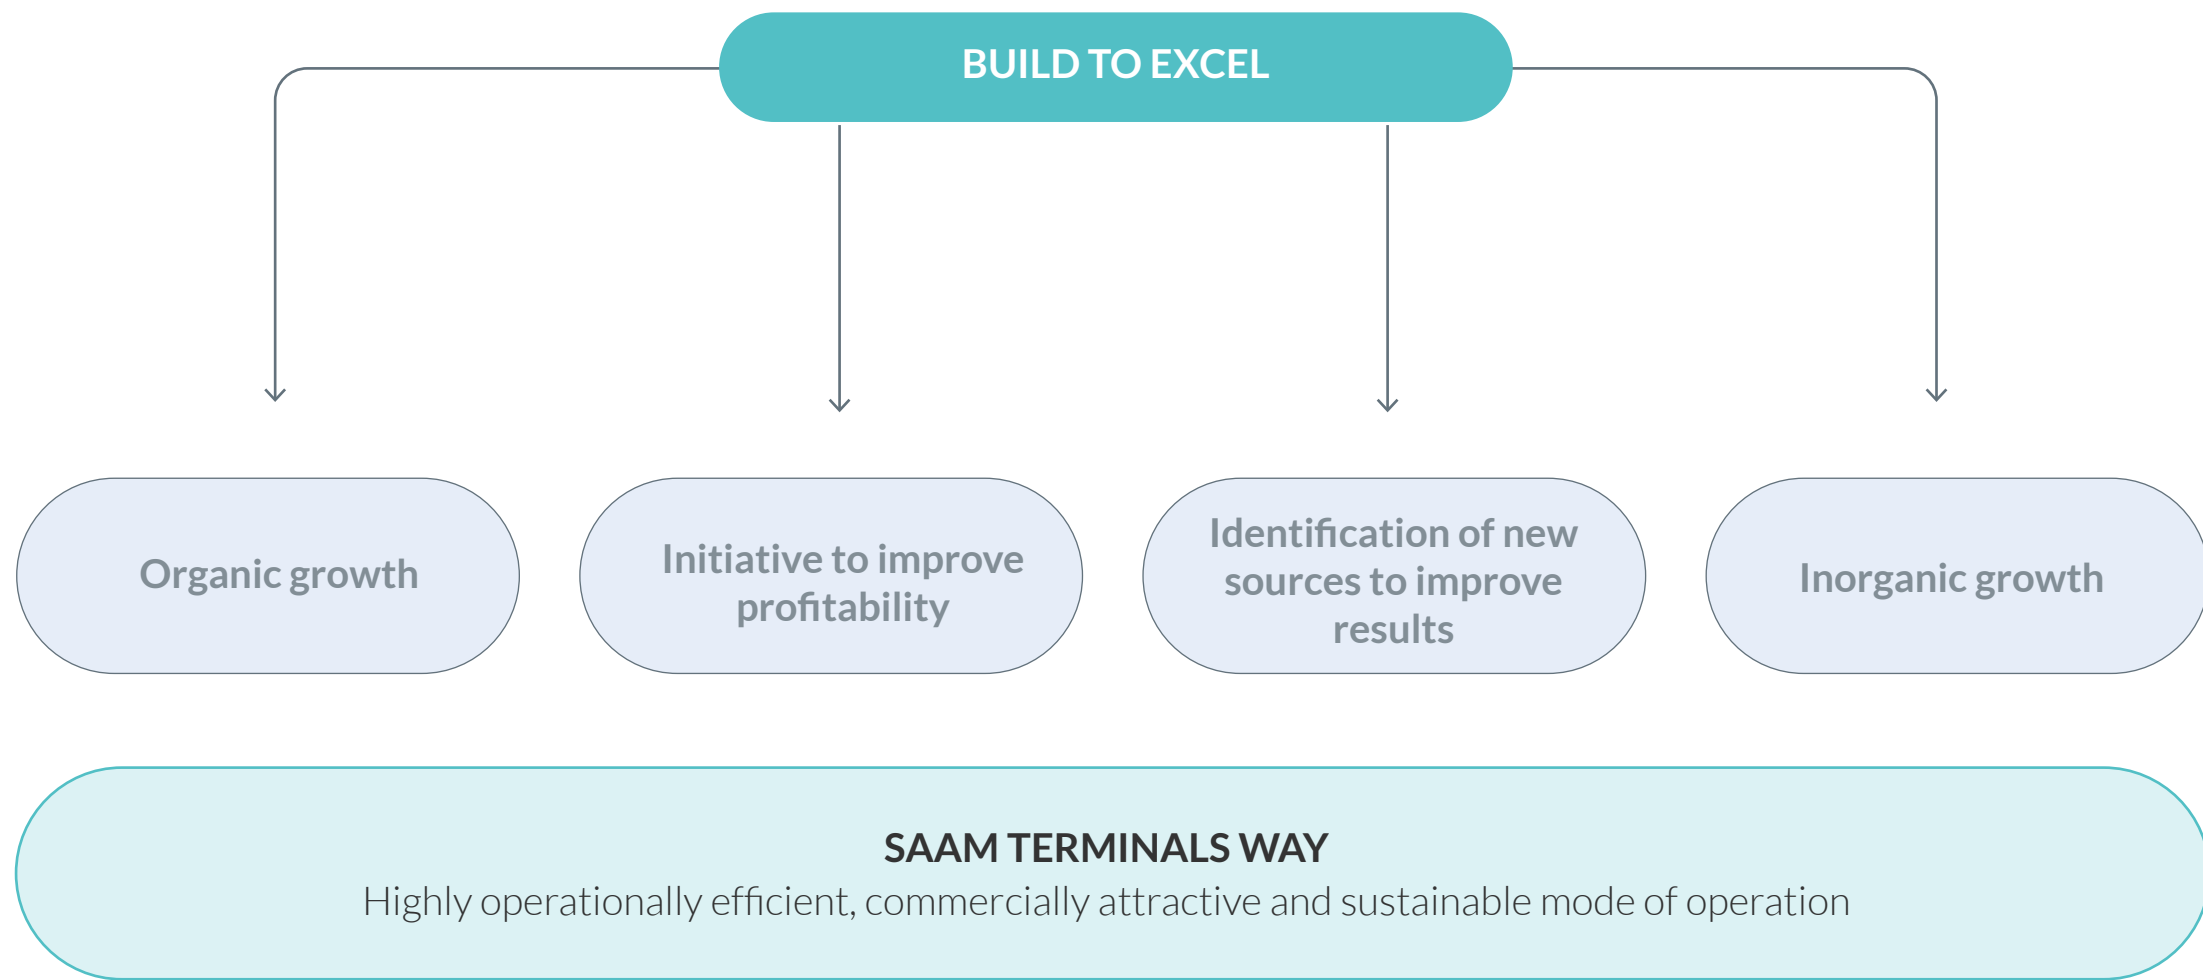 BUILD TO EXCEL
Organic growth
Initiative to improve
profitability
Identification of new
sources to improve
results
Inorganic growth
SAAM TERMINALS WAY
Highly operationally efficient, commercially attractive and sustainable mode of operation